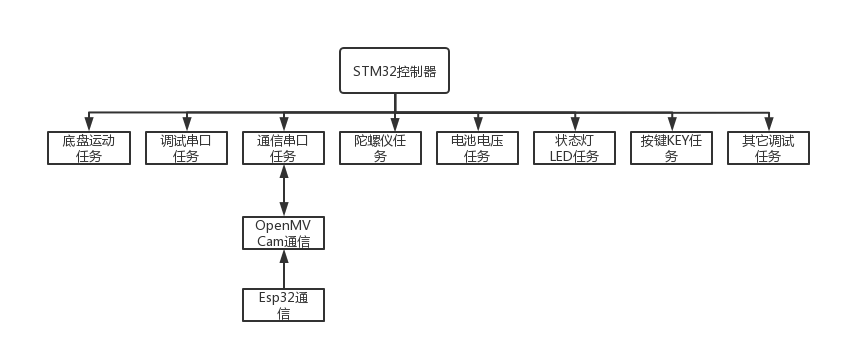 STM32控制器
底盘运动
任务
调试串口
任务
通信串口
任务
陀螺仪任
务
电池电压
任务
状态灯
LED任务
按键KEY任
务
其它调试
任务
OpenMV
Cam通信
Esp32通
信